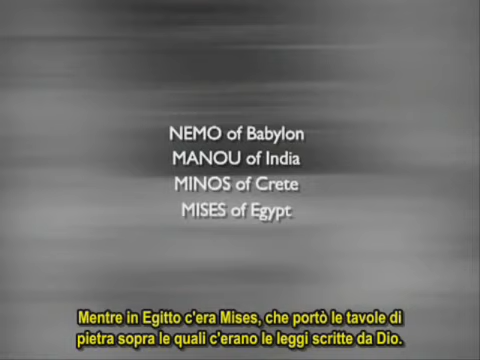 NEMO of Babylon
MANOU of India
MINOS of Crete
MISES of Egypt
Mentre in Egitto c'era Mises, che portò le tavole di
pietra sopra le quali c'erano le leggi scritte da Dio.